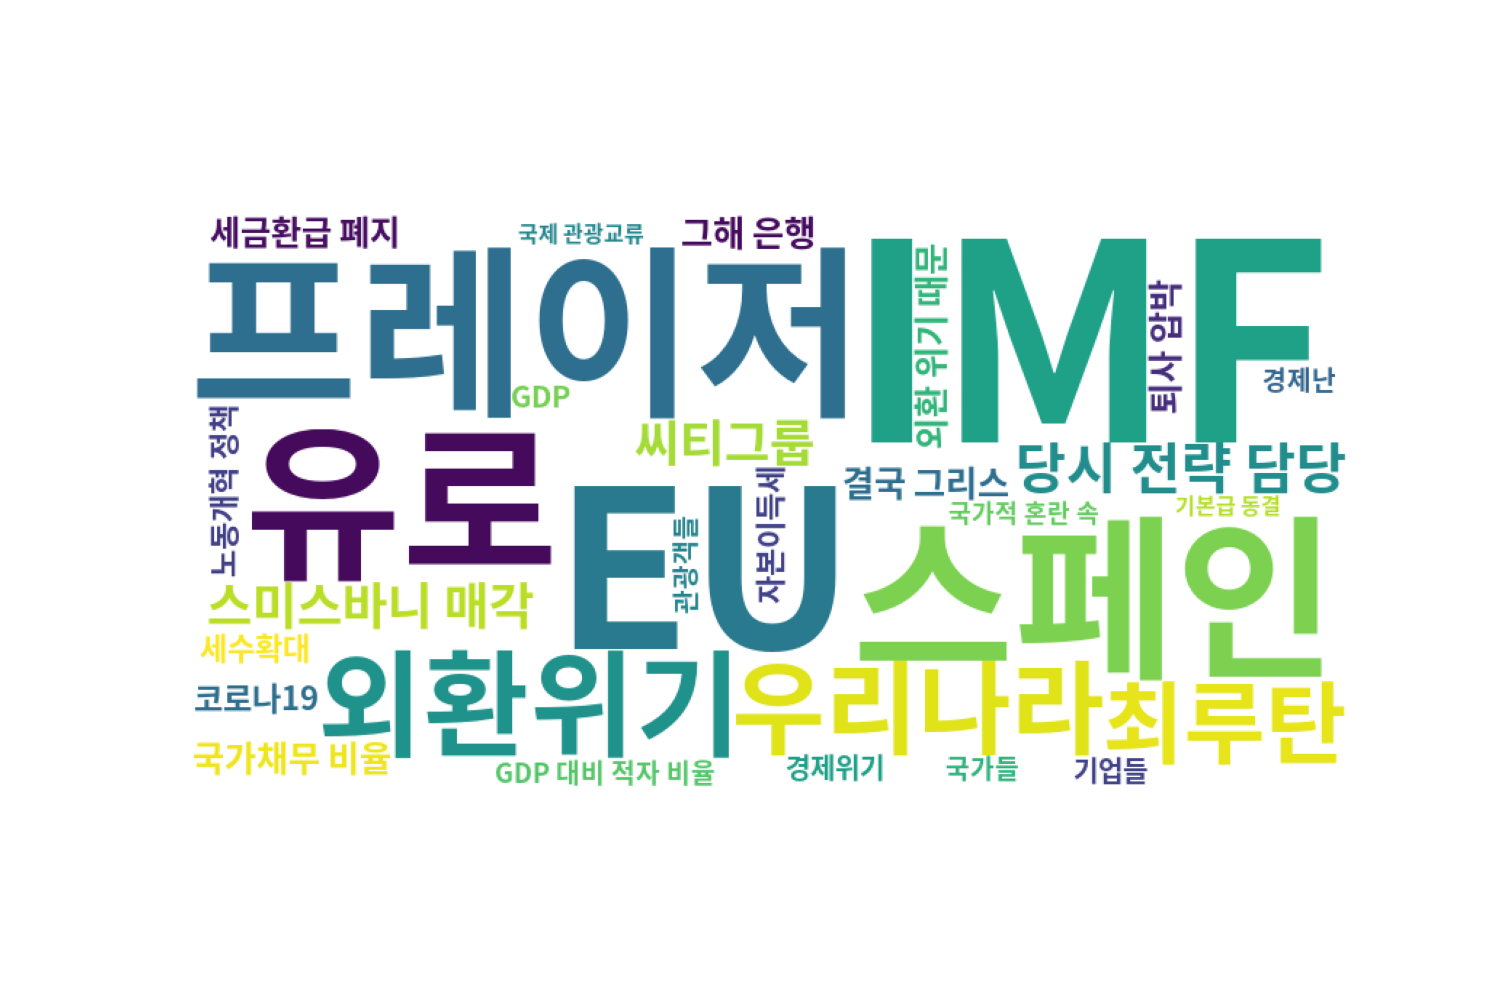 세금환급 폐지
국제 관광교류
그해 은행
프레이저
IMF
외환 위기 때문
퇴사 압박
경제난
GDP
노동개혁 정책
유로
씨티그룹
당시 전략 담당
결국 그리스
EU
관광객들
자본이득세
국가적 혼란 속
기본급 동결
스페인
스미스바니 매각
세수확대
코로나19
외환위기
우리나라
최루탄
국가채무 비율
GDP 대비 적자 비율
경제위기
국가들
기업들